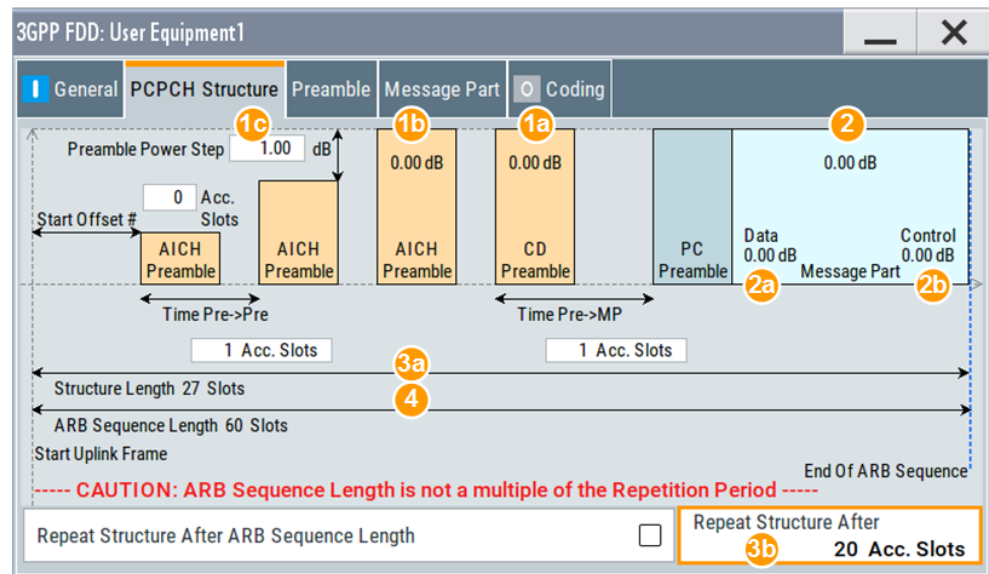 3GPP FDD: User Equipment1
General PCPCH Structure Preamble Message Part O Coding
1c 1b 1a 2
Preamble Power Step 1.00 dB
0.00 dB 0.00 dB 0.00 dB
0 Acc.
Slots
Start Offset #
AICH
Preamble
AICH
Preamble
AICH
Preamble
CD
Preamble
PC
Preamble
Data
0.00 dB
Control
0.00 dB
Message Part
2a 2b
Time Pre->Pre Time Pre->MP
1 Acc. Slots 1 Acc. Slots
3a
Structure Length 27 Slots
4
ARB Sequence Length 60 Slots
Start Uplink Frame
End Of ARB Sequence
----- CAUTION: ARB Sequence Length is not a multiple of the Repetition Period -----
Repeat Structure After ARB Sequence Length
Repeat Structure After
3b 20 Acc. Slots